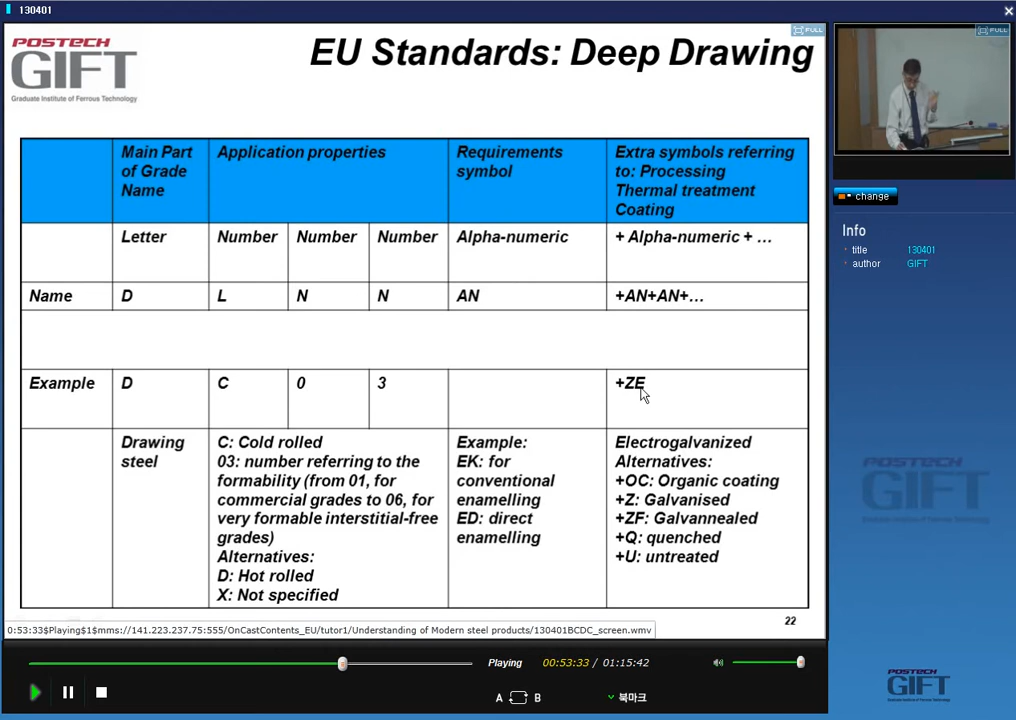 130401
POSTECH
GIFT
Graduate Institute of Ferrous Technology
FULL
EU Standards: Deep Drawing
Main Part
of Grade
Name
Application properties
Requirements
symbol
Extra symbols referring
to: Processing
Thermal treatment
Coating
Letter
Number
Number
Number
Alpha-numeric
+ Alpha-numeric + …
Name
D
L
N
N
AN
+AN+AN+…
Example
D
C
0
3
+ZE
Drawing
steel
C: Cold rolled
03: number referring to the
formability (from 01, for
commercial grades to 06, for
very formable interstitial-free
grades)
Alternatives:
D: Hot rolled
X: Not specified
Example:
EK: for
conventional
enamelling
ED: direct
enamelling
Electrogalvanized
Alternatives:
+OC: Organic coating
+Z: Galvanised
+ZF: Galvannealed
+Q: quenched
+U: untreated
22
0:53:33$Playing$1$mms://141.223.237.75:555/OnCastContents_EU/tutor1/Understanding of Modern steel products/130401BCDC_screen.wmv
FULL
change
Info
title 130401
author GIFT
POSTECH
GIFT
Playing 00:53:33 / 01:15:42
A B 북마크
POSTECH
GIFT